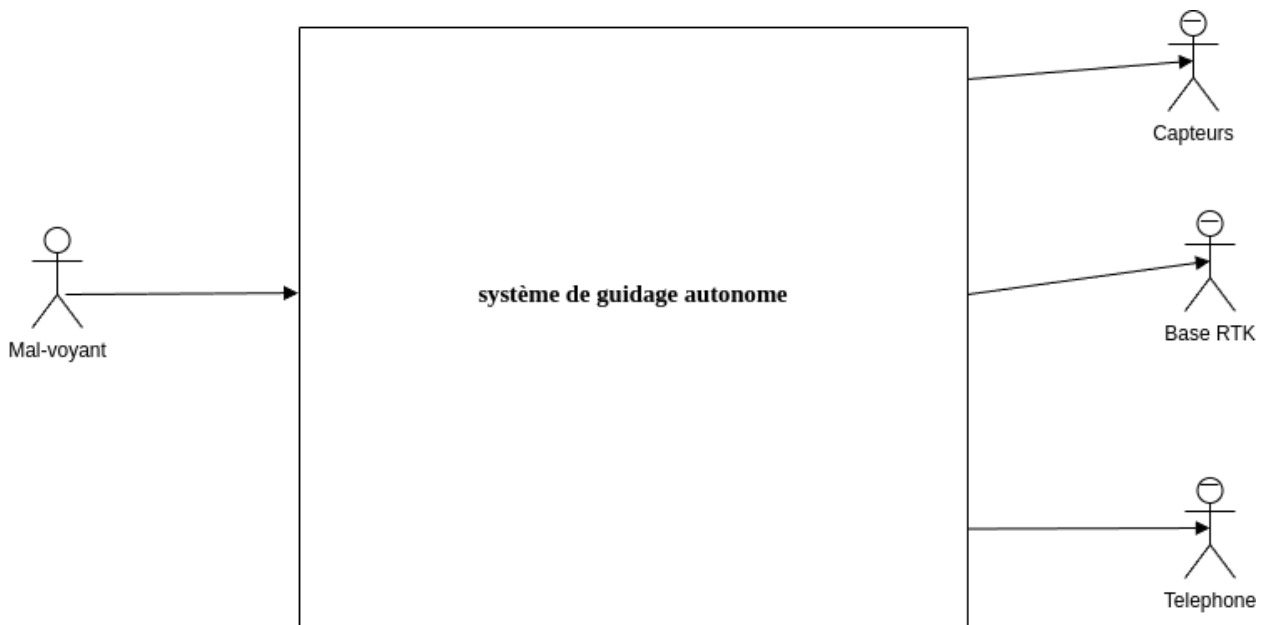 Capteurs
système de guidage autonome
Mal-voyant
Base RTK
Telephone